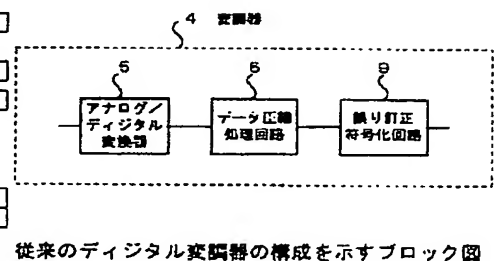 4 変調器
5 6 9
アナログ/ データ圧縮 誤り訂正
ディジタル 処理回路 符号化回路
変換器
従来のディジタル変調器の構成を示すブロック図